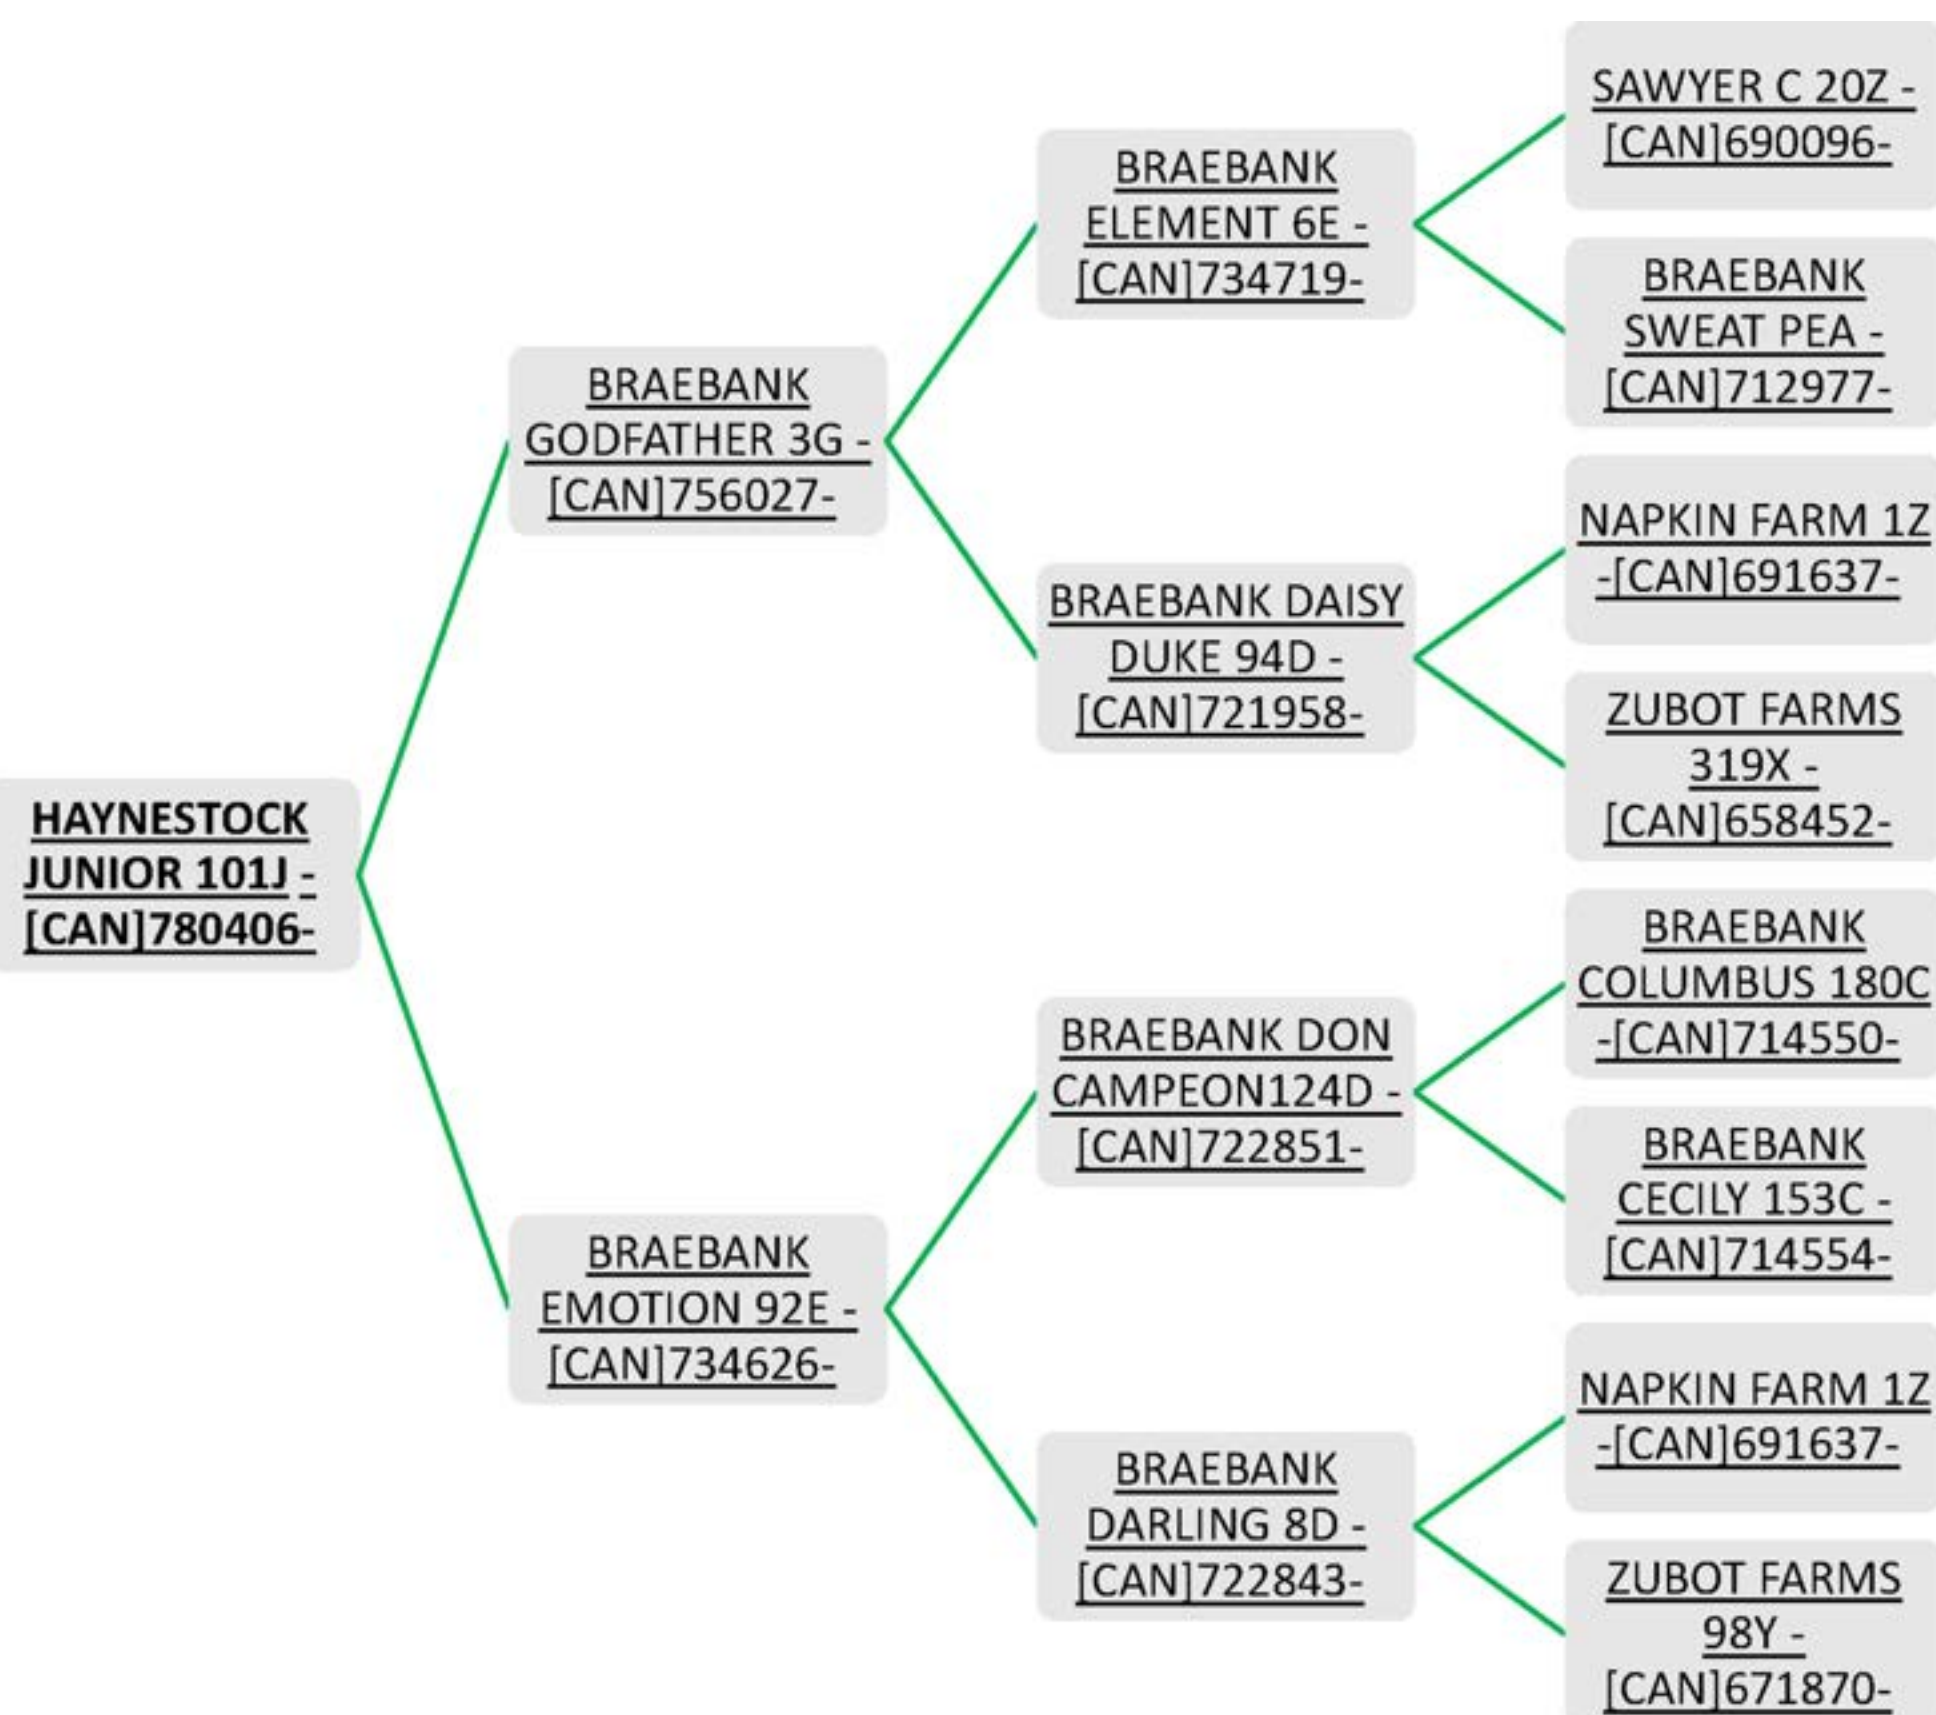 SAWYER C 20Z -
[CAN]690096-
BRAEBANK
ELEMENT 6E -
[CAN]734719-
BRAEBANK
SWEAT PEA -
[CAN]712977-
BRAEBANK
GODFATHER 3G -
[CAN]756027-
NAPKIN FARM 1Z
-[CAN]691637-
BRAEBANK DAISY
DUKE 94D -
[CAN]721958-
ZUBOT FARMS
319X -
[CAN]658452-
HAYNESTOCK
JUNIOR 101J -
[CAN]780406-
BRAEBANK
COLUMBUS 180C
-[CAN]714550-
BRAEBANK DON
CAMPEON124D -
[CAN]722851-
BRAEBANK
CECILY 153C -
[CAN]714554-
BRAEBANK
EMOTION 92E -
[CAN]734626-
NAPKIN FARM 1Z
-[CAN]691637-
BRAEBANK
DARLING 8D -
[CAN]722843-
ZUBOT FARMS
98Y -
[CAN]671870-